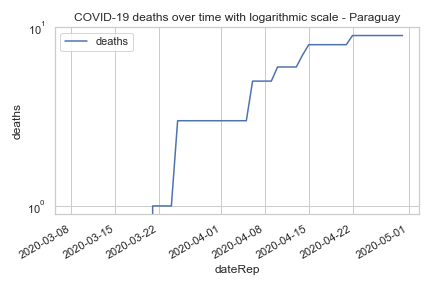 COVID-19 deaths over time with logarithmic scale - Paraguay
10¹
deaths
deaths
10⁰
2020-03-08
2020-03-15
2020-03-22
2020-04-01
2020-04-08
2020-04-15
2020-04-22
2020-05-01
dateRep